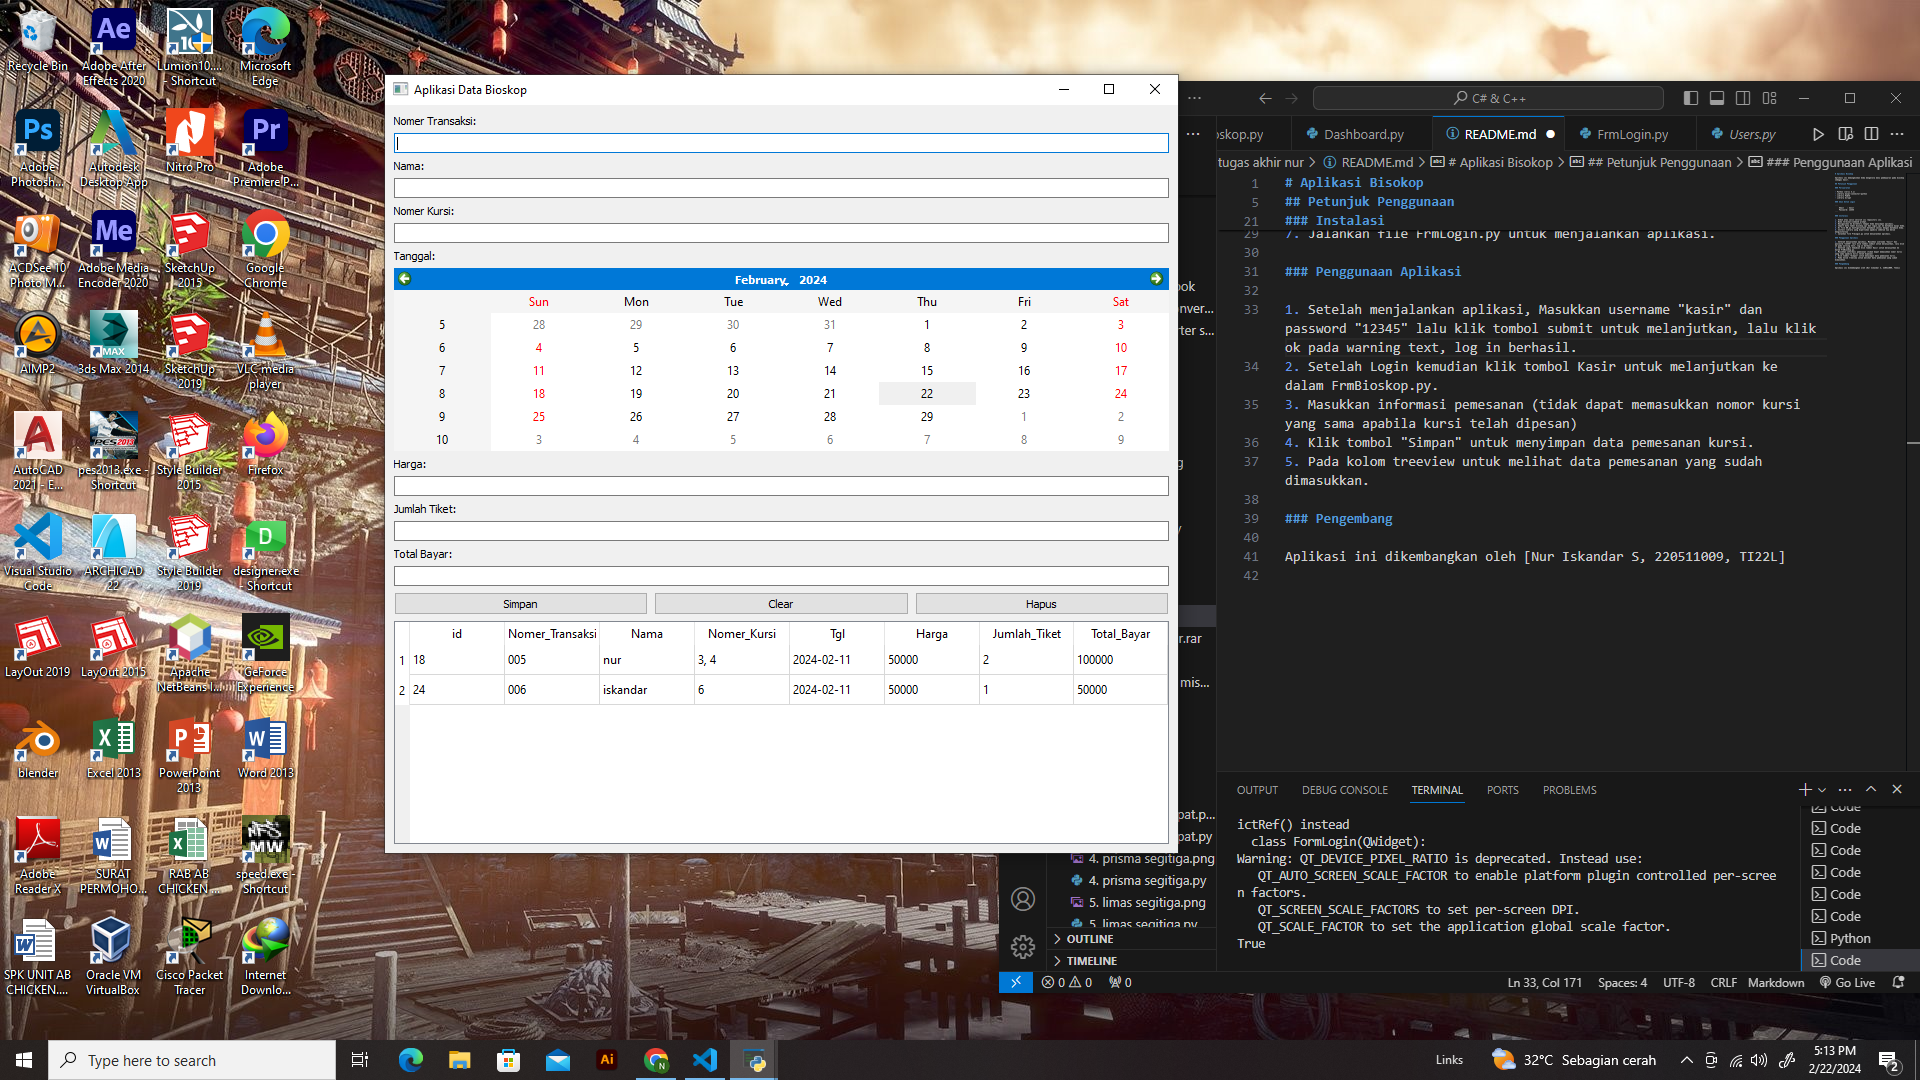 Recycle Bin
Adobe After Effects 2020
Lumion10.... - Shortcut
Microsoft Edge
Adobe Photosh...
Autodesk Desktop App
Nitro Pro
Adobe Premiere P...
ACDSee 10 Photo M...
Adobe Media Encoder 2020
SketchUp 2015
Google Chrome
AIMP2
3ds Max 2014
SketchUp 2019
VLC media player
AutoCAD 2021 - E...
pes2013.exe - Shortcut
Style Builder 2015
Firefox
Visual Studio Code
ARCHICAD 22
Style Builder 2019
designer.exe - Shortcut
LayOut 2019
LayOut 2015
Apache NetBeans I...
GeForce Experience
blender
Excel 2013
PowerPoint 2013
Word 2013
Adobe Reader X
SURAT PERMOHO...
RAB AB CHICKEN ...
speed.exe - Shortcut
SPK UNIT AB CHICKEN....
Oracle VM VirtualBox
Cisco Packet Tracer
Internet Downlo...
Aplikasi Data Bioskop
Nomer Transaksi:
Nama:
Nomer Kursi:
Tanggal:
February, 2024
Sun Mon Tue Wed Thu Fri Sat
5 28 29 30 31 1 2 3
6 4 5 6 7 8 9 10
7 11 12 13 14 15 16 17
8 18 19 20 21 22 23 24
9 25 26 27 28 29 1 2
10 3 4 5 6 7 8 9
Harga:
Jumlah Tiket:
Total Bayar:
Simpan Clear Hapus
id Nomer_Transaksi Nama Nomer_Kursi Tgl Harga Jumlah_Tiket Total_Bayar
1 18 005 nur 3, 4 2024-02-11 50000 2 100000
2 24 006 iskandar 6 2024-02-11 50000 1 50000
C# & C++
skop.py Dashboard.py README.md FrmLogin.py Users.py
tugas akhir nur > README.md > # Aplikasi Bisokop > ## Petunjuk Penggunaan > ### Penggunaan Aplikasi
1 # Aplikasi Bisokop
5 ## Petunjuk Penggunaan
21 ### Instalasi
29 7. Jalankan file FrmLogin.py untuk menjalankan aplikasi.
30
31 ### Penggunaan Aplikasi
32
33 1. Setelah menjalankan aplikasi, Masukkan username "kasir" dan
password "12345" lalu klik tombol submit untuk melanjutkan, lalu klik
ok pada warning text, log in berhasil.
34 2. Setelah Login kemudian klik tombol Kasir untuk melanjutkan ke
dalam FrmBioskop.py.
35 3. Masukkan informasi pemesanan (tidak dapat memasukkan nomor kursi
yang sama apabila kursi telah dipesan)
36 4. Klik tombol "Simpan" untuk menyimpan data pemesanan kursi.
37 5. Pada kolom treeview untuk melihat data pemesanan yang sudah
dimasukkan.
38
39 ### Pengembang
40
41 Aplikasi ini dikembangkan oleh [Nur Iskandar S, 220511009, TI22L]
42
ook
onver...
rter s...
g
y
r.rar
mis...
pat.p...
pat.py
4. prisma segitiga.png
4. prisma segitiga.py
5. limas segitiga.png
5. limas segitiga.py
OUTLINE
TIMELINE
OUTPUT DEBUG CONSOLE TERMINAL PORTS PROBLEMS
ictRef() instead
class FormLogin(QWidget):
Warning: QT_DEVICE_PIXEL_RATIO is deprecated. Instead use:
QT_AUTO_SCREEN_SCALE_FACTOR to enable platform plugin controlled per-scree
n factors.
QT_SCREEN_SCALE_FACTORS to set per-screen DPI.
QT_SCALE_FACTOR to set the application global scale factor.
True
Code
Code
Code
Code
Code
Code
Python
Code
0 0 0
Ln 33, Col 171 Spaces: 4 UTF-8 CRLF Markdown Go Live
Type here to search
Links
32°C Sebagian cerah
5:13 PM
2/22/2024
2